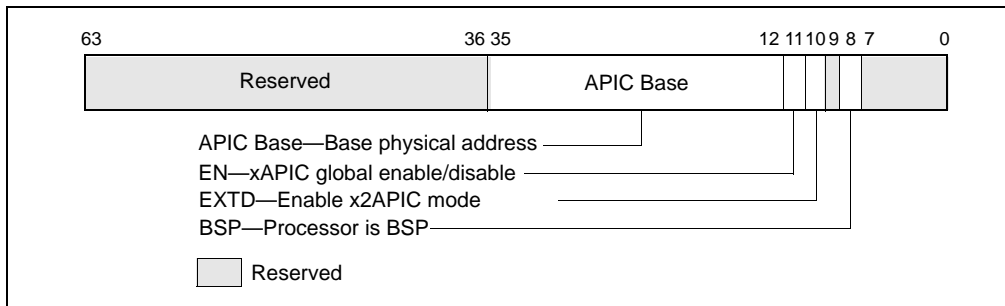 63 36 35 12 11 10 9 8 7 0
Reserved APIC Base
APIC Base—Base physical address
EN—xAPIC global enable/disable
EXTD—Enable x2APIC mode
BSP—Processor is BSP
Reserved